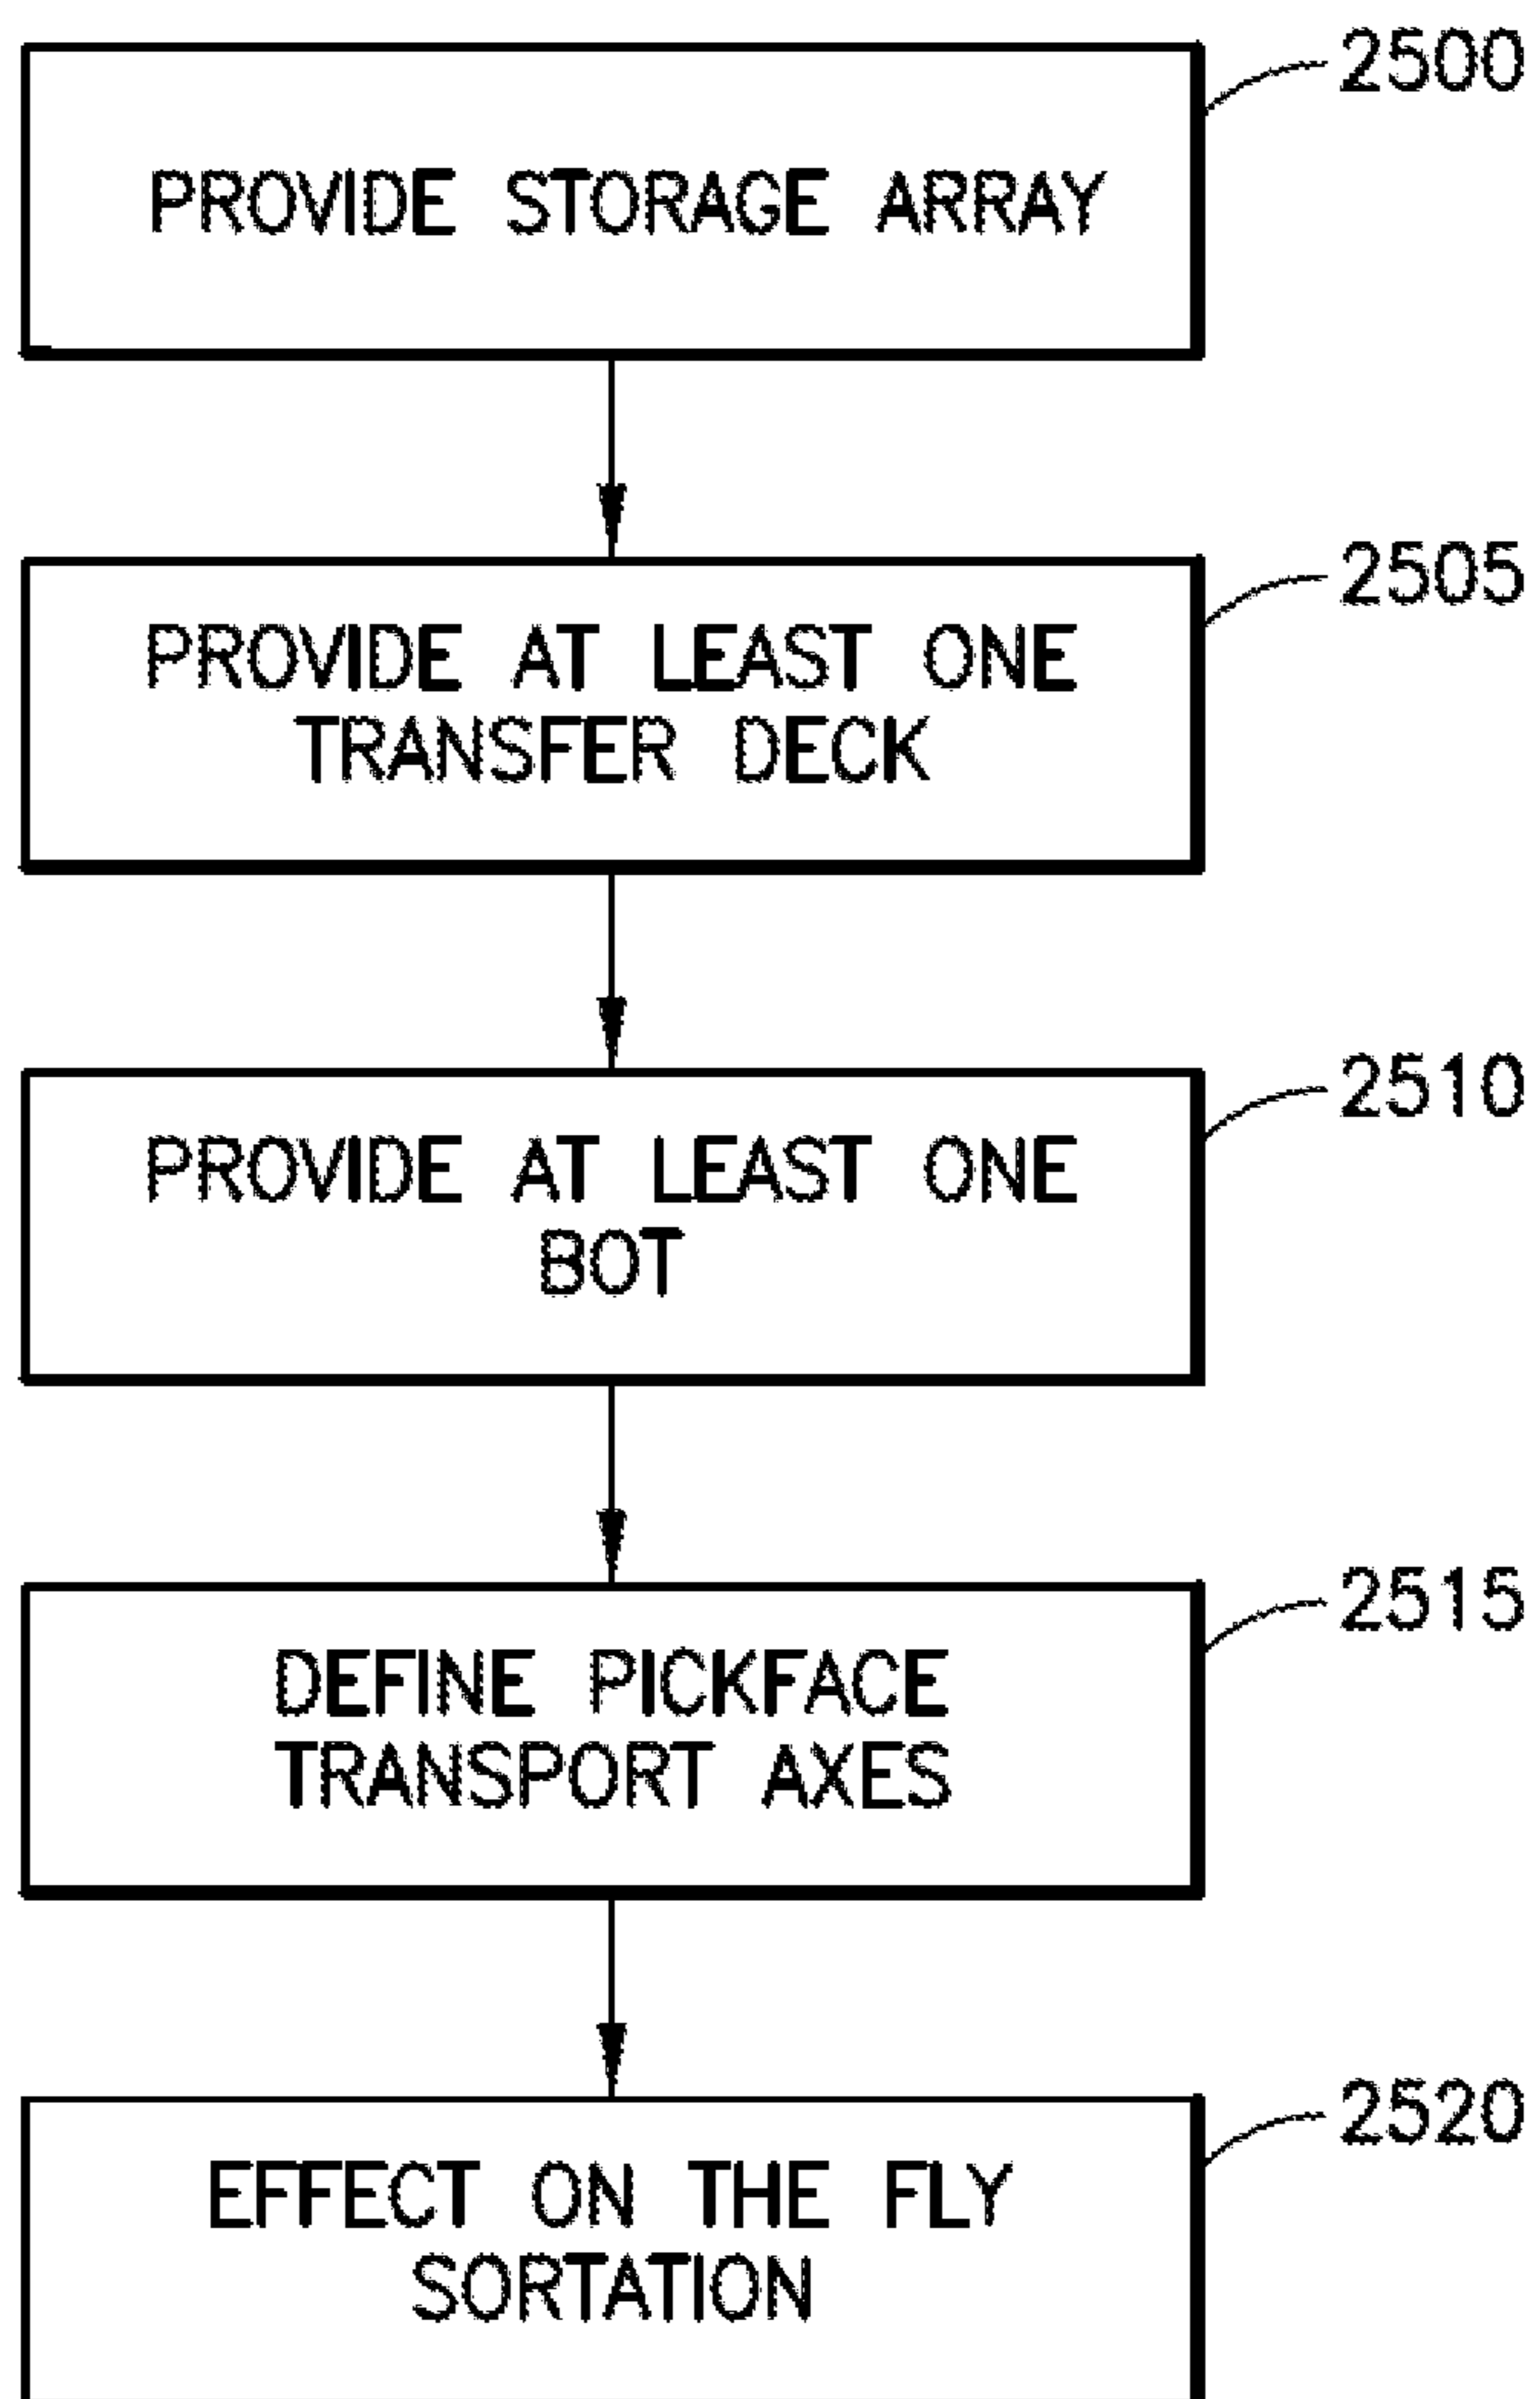 2500
PROVIDE STORAGE ARRAY
2505
PROVIDE AT LEAST ONE
TRANSFER DECK
2510
PROVIDE AT LEAST ONE
BOT
2515
DEFINE PICKFACE
TRANSPORT AXES
2520
EFFECT ON THE FLY
SORTATION